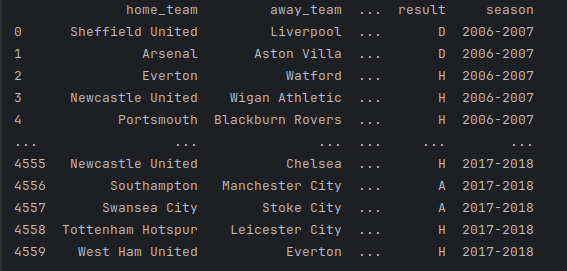 home_team away_team ... result season
0 Sheffield United Liverpool ... D 2006-2007
1 Arsenal Aston Villa ... D 2006-2007
2 Everton Watford ... H 2006-2007
3 Newcastle United Wigan Athletic ... H 2006-2007
4 Portsmouth Blackburn Rovers ... H 2006-2007
... ... ... ... ... ...
4555 Newcastle United Chelsea ... H 2017-2018
4556 Southampton Manchester City ... A 2017-2018
4557 Swansea City Stoke City ... A 2017-2018
4558 Tottenham Hotspur Leicester City ... H 2017-2018
4559 West Ham United Everton ... H 2017-2018